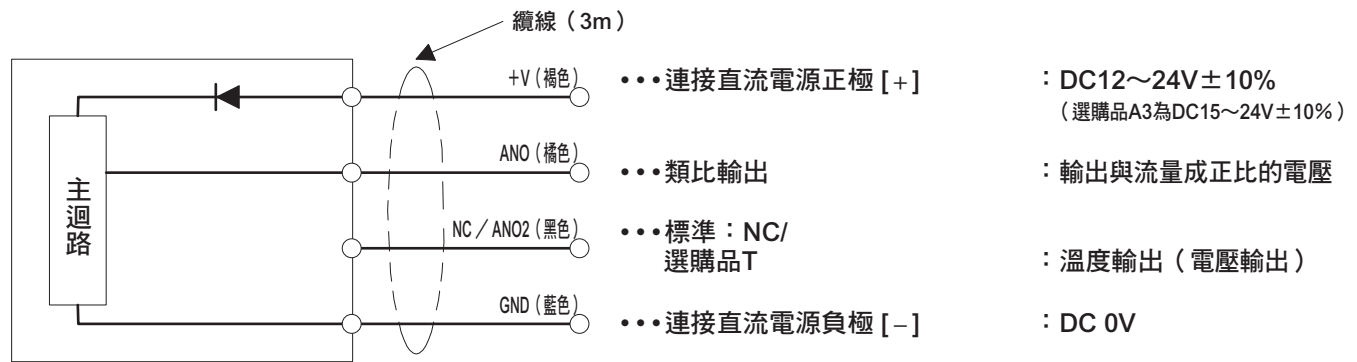 纜線（3m）
+V（褐色） •••連接直流電源正極 [+] ：DC12～24V±10%
（選購品A3為DC15～24V±10%）
ANO（橘色） •••類比輸出 ：輸出與流量成正比的電壓
主迴路
NC／ANO2（黑色） •••標準：NC/
選購品T ：溫度輸出（電壓輸出）
GND（藍色） •••連接直流電源負極 [−] ：DC 0V